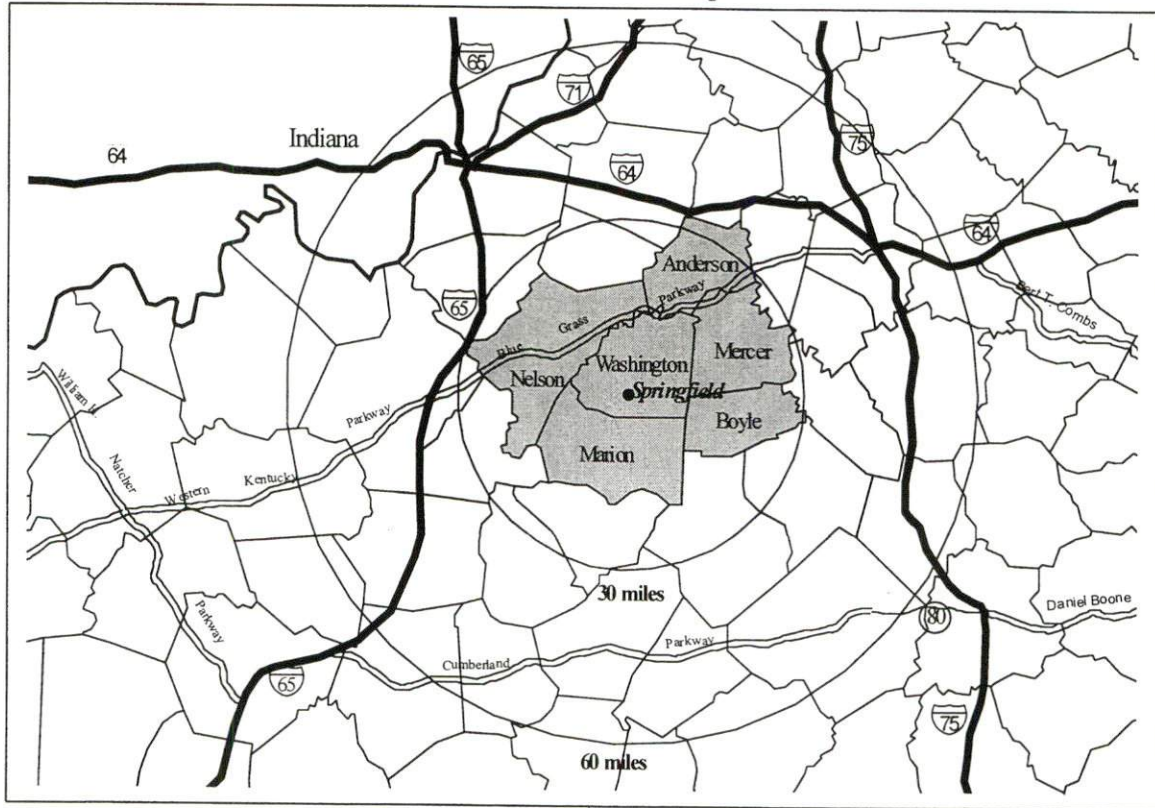 65
71
75
Indiana
64
64
64
Anderson
Parkway
Bert T. Combs
65
Grass
Blue
Washington
Mercer
Nelson
Springfield
Boyle
William H.
Parkway
Marion
Natcher
Western
Kentucky
30 miles
Parkway
80
Daniel Boone
Parkway
Cumberland
65
75
60 miles